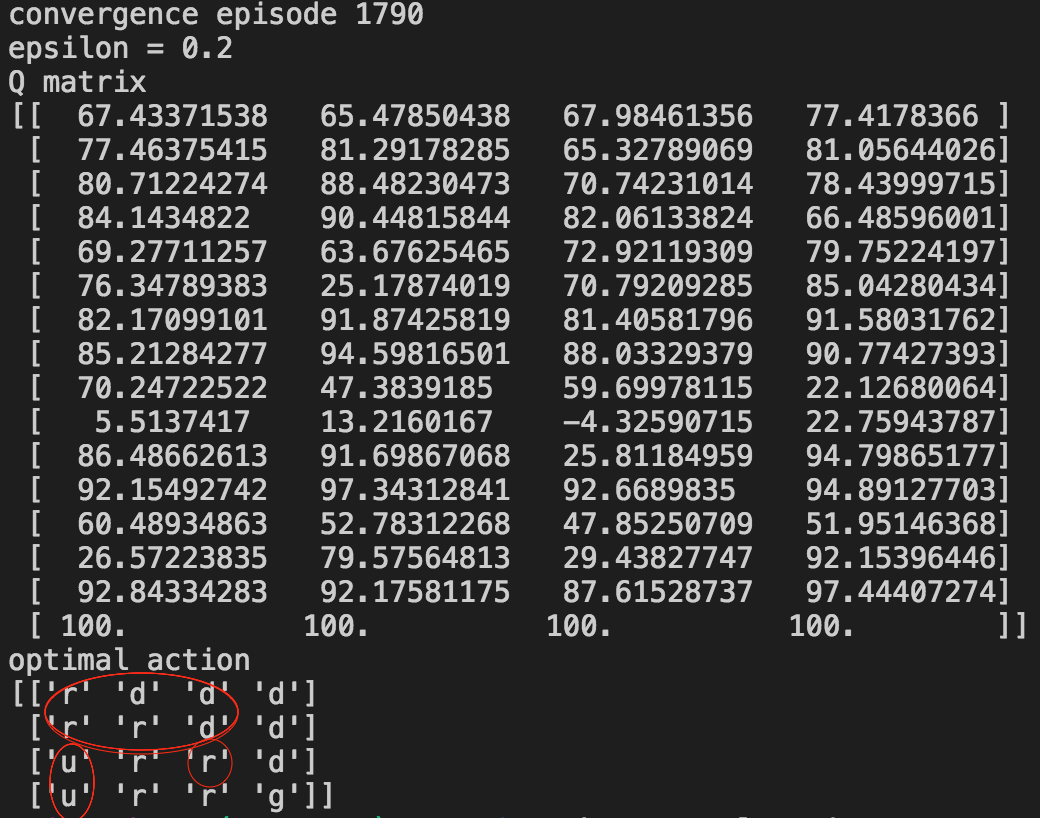 convergence episode 1790
epsilon = 0.2
Q matrix
[[ 67.43371538 65.47850438 67.98461356 77.4178366 ]
[ 77.46375415 81.29178285 65.32789069 81.05644026]
[ 80.71224274 88.48230473 70.74231014 78.43999715]
[ 84.1434822 90.44815844 82.06133824 66.48596001]
[ 69.27711257 63.67625465 72.92119309 79.75224197]
[ 76.34789383 25.17874019 70.79209285 85.04280434]
[ 82.17099101 91.87425819 81.40581796 91.58031762]
[ 85.21284277 94.59816501 88.03329379 90.77427393]
[ 70.24722522 47.3839185 59.69978115 22.12680064]
[ 5.5137417 13.2160167 -4.32590715 22.75943787]
[ 86.48662613 91.69867068 25.81184959 94.79865177]
[ 92.15492742 97.34312841 92.6689835 94.89127703]
[ 60.48934863 52.78312268 47.85250709 51.95146368]
[ 26.57223835 79.57564813 29.43827747 92.15396446]
[ 92.84334283 92.17581175 87.61528737 97.44407274]
[ 100. 100. 100. 100. ]]
optimal action
[['r' 'd' 'd' 'd']
['r' 'r' 'd' 'd']
['u' 'r' 'r' 'd']
['u' 'r' 'r' 'g']]